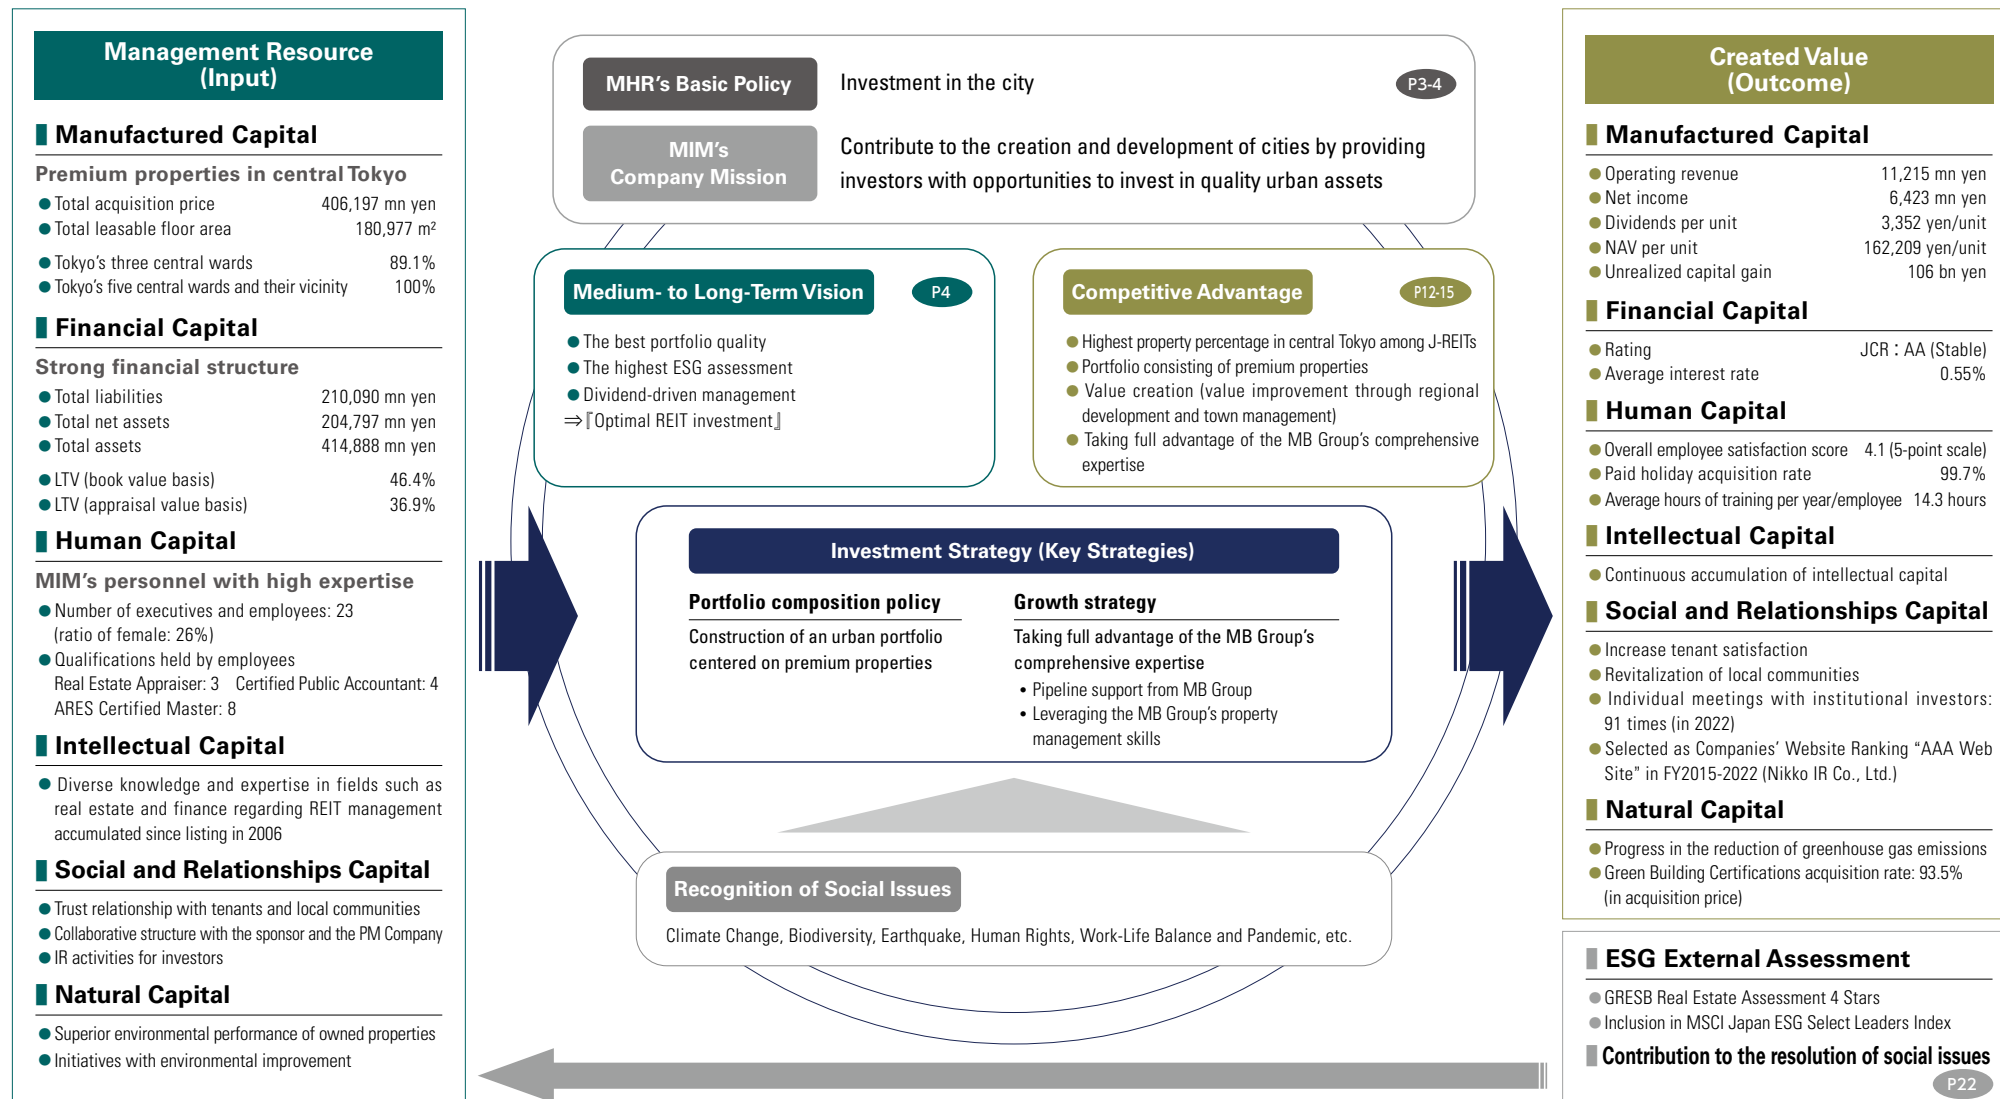 Management Resource
(Input)
Manufactured Capital
Premium properties in central Tokyo
● Total acquisition price 406,197 mn yen
● Total leasable floor area 180,977 m²
● Tokyo's three central wards 89.1%
● Tokyo's five central wards and their vicinity 100%
Financial Capital
Strong financial structure
● Total liabilities 210,090 mn yen
● Total net assets 204,797 mn yen
● Total assets 414,888 mn yen
● LTV (book value basis) 46.4%
● LTV (appraisal value basis) 36.9%
Human Capital
MIM's personnel with high expertise
● Number of executives and employees: 23
(ratio of female: 26%)
● Qualifications held by employees
Real Estate Appraiser: 3 Certified Public Accountant: 4
ARES Certified Master: 8
Intellectual Capital
● Diverse knowledge and expertise in fields such as
real estate and finance regarding REIT management
accumulated since listing in 2006
Social and Relationships Capital
● Trust relationship with tenants and local communities
● Collaborative structure with the sponsor and the PM Company
● IR activities for investors
Natural Capital
● Superior environmental performance of owned properties
● Initiatives with environmental improvement
MHR's Basic Policy
Investment in the city
P3-4
MIM's
Company Mission
Contribute to the creation and development of cities by providing
investors with opportunities to invest in quality urban assets
Medium- to Long-Term Vision
P4
● The best portfolio quality
● The highest ESG assessment
● Dividend-driven management
⇒『Optimal REIT investment』
Competitive Advantage
P12-15
● Highest property percentage in central Tokyo among J-REITs
● Portfolio consisting of premium properties
● Value creation (value improvement through regional
development and town management)
● Taking full advantage of the MB Group's comprehensive
expertise
Investment Strategy (Key Strategies)
Portfolio composition policy
Construction of an urban portfolio
centered on premium properties
Growth strategy
Taking full advantage of the MB Group's
comprehensive expertise
• Pipeline support from MB Group
• Leveraging the MB Group's property
management skills
Recognition of Social Issues
Climate Change, Biodiversity, Earthquake, Human Rights, Work-Life Balance and Pandemic, etc.
Created Value
(Outcome)
Manufactured Capital
● Operating revenue 11,215 mn yen
● Net income 6,423 mn yen
● Dividends per unit 3,352 yen/unit
● NAV per unit 162,209 yen/unit
● Unrealized capital gain 106 bn yen
Financial Capital
● Rating JCR：AA (Stable)
● Average interest rate 0.55%
Human Capital
● Overall employee satisfaction score 4.1 (5-point scale)
● Paid holiday acquisition rate 99.7%
● Average hours of training per year/employee 14.3 hours
Intellectual Capital
● Continuous accumulation of intellectual capital
Social and Relationships Capital
● Increase tenant satisfaction
● Revitalization of local communities
● Individual meetings with institutional investors:
91 times (in 2022)
● Selected as Companies' Website Ranking "AAA Web
Site" in FY2015-2022 (Nikko IR Co., Ltd.)
Natural Capital
● Progress in the reduction of greenhouse gas emissions
● Green Building Certifications acquisition rate: 93.5%
(in acquisition price)
ESG External Assessment
● GRESB Real Estate Assessment 4 Stars
● Inclusion in MSCI Japan ESG Select Leaders Index
Contribution to the resolution of social issues
P22